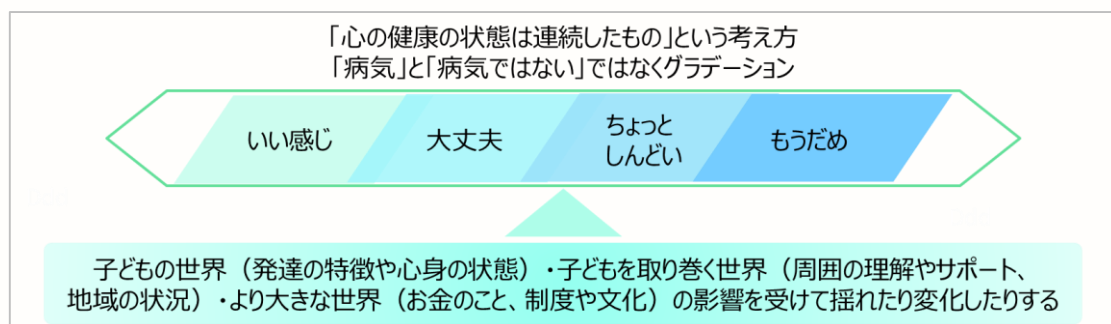 「心の健康の状態は連続したもの」という考え方
「病気」と「病気ではない」ではなくグラデーション
いい感じ
大丈夫
ちょっと
しんどい
もうだめ
子どもの世界（発達の特徴や心身の状態）・子どもを取り巻く世界（周囲の理解やサポート、
地域の状況）・より大きな世界（お金のこと、制度や文化）の影響を受けて揺れたり変化したりする